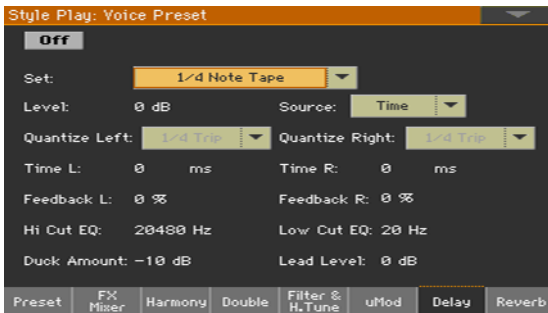 Style Play: Voice Preset
Off
Set: 1/4 Note Tape
Level: 0 dB Source: Time
Quantize Left: 1/4 Trip Quantize Right: 1/4 Trip
Time L: 0 ms Time R: 0 ms
Feedback L: 0 % Feedback R: 0 %
Hi Cut EQ: 20480 Hz Low Cut EQ: 20 Hz
Duck Amount: -10 dB Lead Level: 0 dB
Preset FX Mixer Harmony Double Filter & H.Tune uMod Delay Reverb